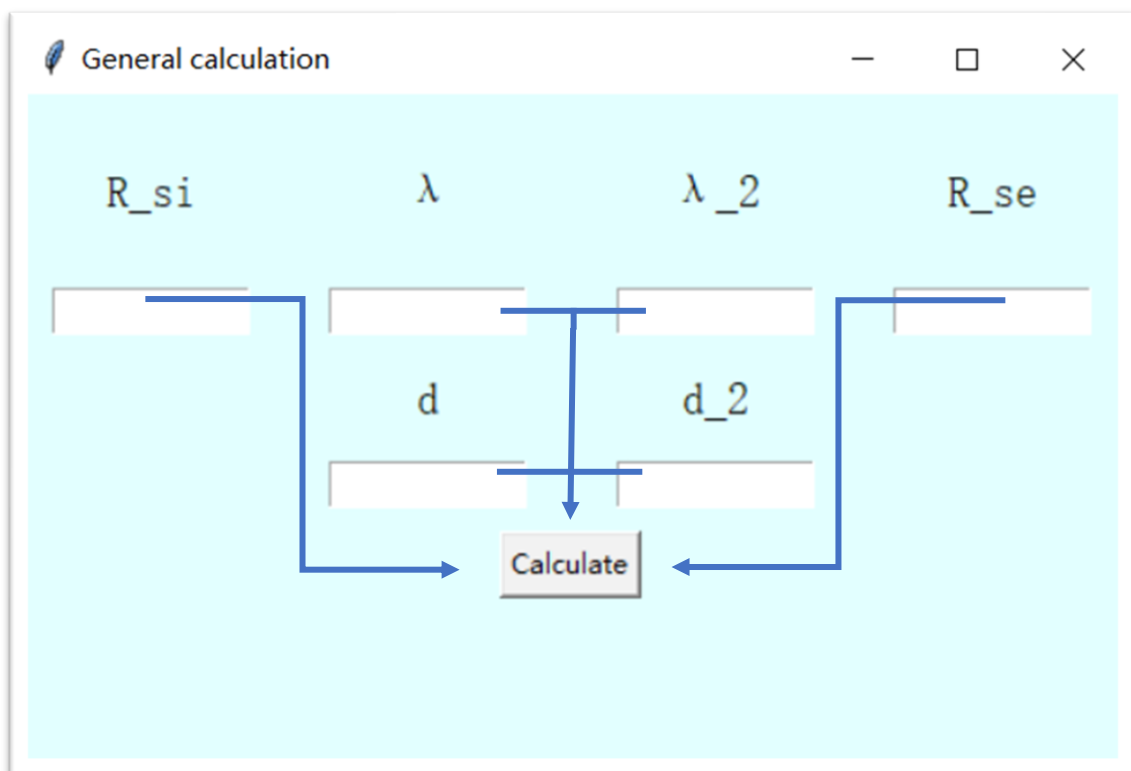 General calculation
R_si λ λ_2 R_se
d d_2
Calculate